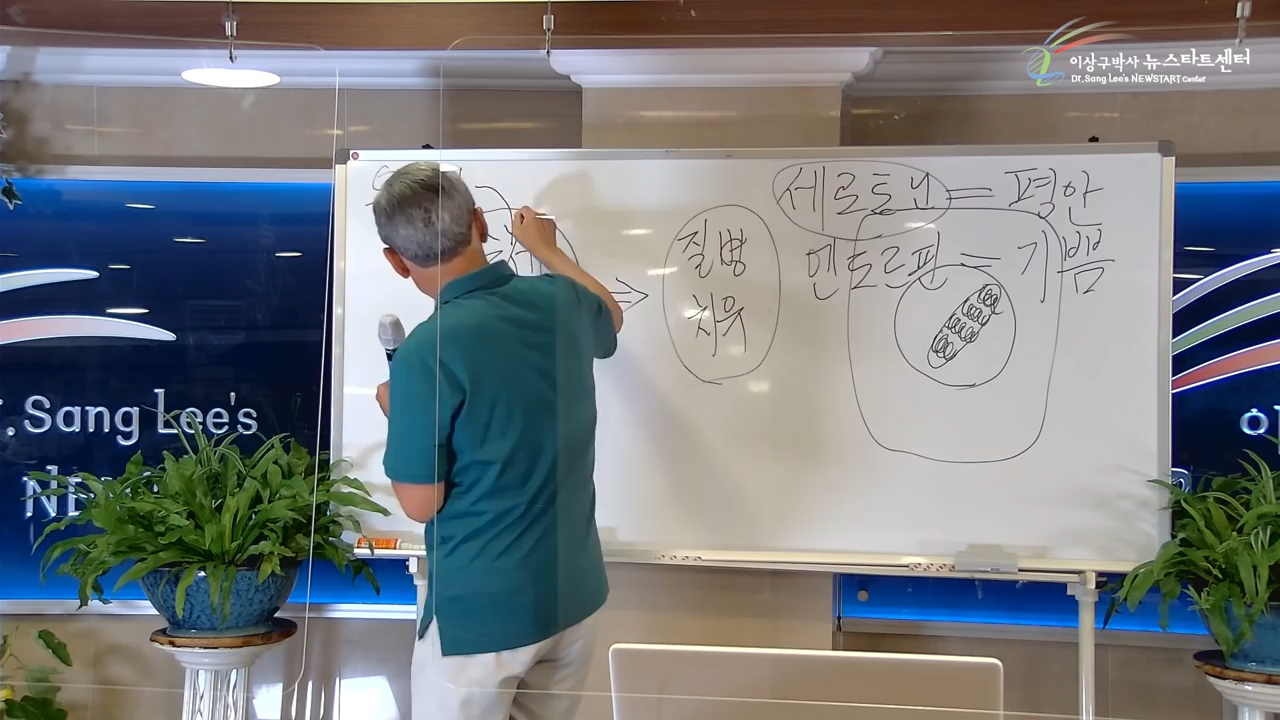 이상구박사 뉴스타트센터
Dr. Sang Lee's NEWSTART Center
세로토닌 = 평안
엔토르핀 = 기쁨
질병
치유
Sang Lee's